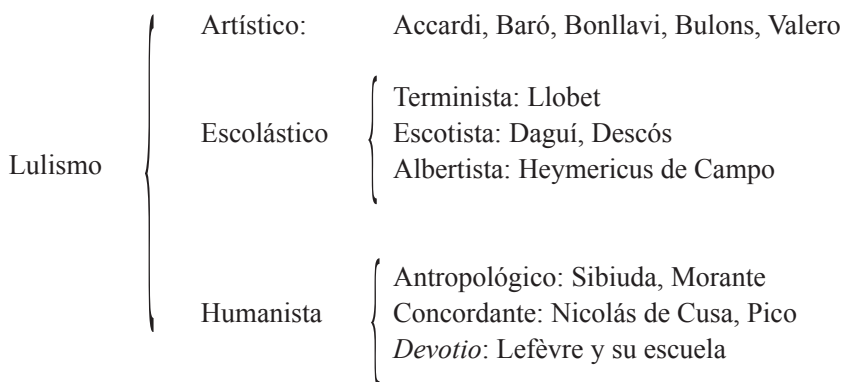 Artístico: Accardi, Baró, Bonllavi, Bulons, Valero
Terminista: Llobet
Escolástico Escotista: Daguí, Descós
Lulismo Albertista: Heymericus de Campo
Antropológico: Sibiuda, Morante
Humanista Concordante: Nicolás de Cusa, Pico
Devotio: Lefèvre y su escuela